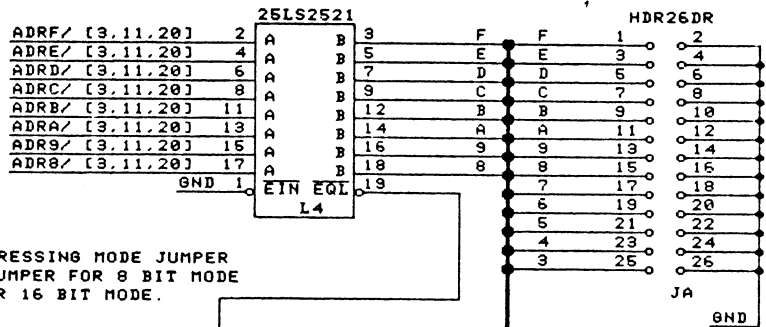 25LS2521 HDR26DR
ADRF/ [3,11,20] 2 A B 3 F F 1 2
ADRE/ [3,11,20] 4 A B 5 E E 3 4
ADRD/ [3,11,20] 6 A B 7 D D 5 6
ADRC/ [3,11,20] 8 A B 9 C C 7 8
ADRB/ [3,11,20] 11 A B 12 B B 9 10
ADRA/ [3,11,20] 13 A B 14 A A 11 12
ADR9/ [3,11,20] 15 A B 16 9 9 13 14
ADR8/ [3,11,20] 17 A B 18 8 8 15 16
GND 1 EIN EQL 19 7 17 18
L4 6 19 20
5 21 22
RESSING MODE JUMPER 4 23 24
UMPER FOR 8 BIT MODE 3 25 26
R 16 BIT MODE. JA
GND